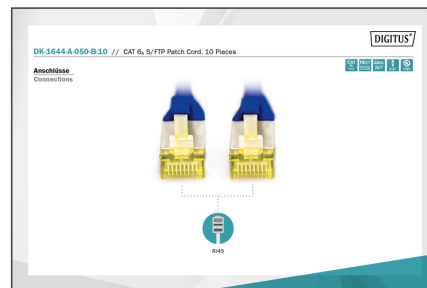 DIGITUS®
DK-1644-A-050-B-10 // CAT 6A S/FTP Patch Cord, 10 Pieces
Anschlüsse
Connections
RJ45